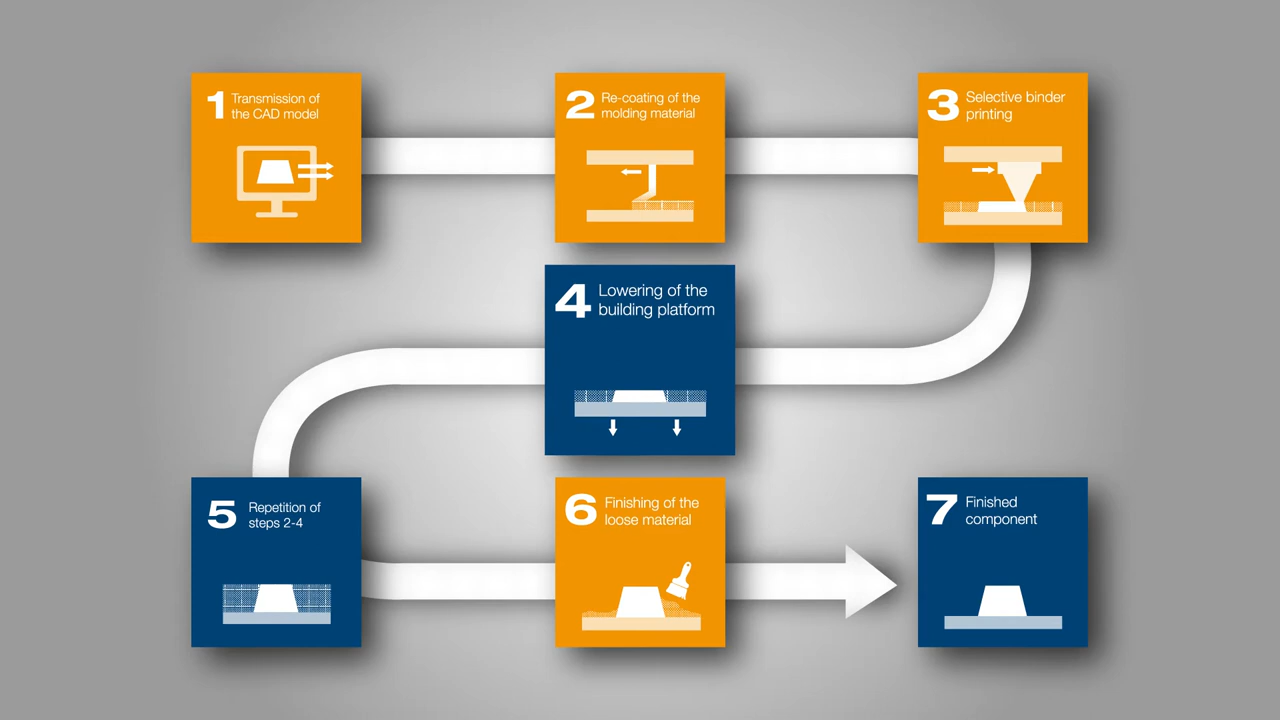 1 Transmission of
the CAD model
2 Re-coating of the
molding material
3 Selective binder
printing
4 Lowering of the
building platform
5 Repetition of
steps 2-4
6 Finishing of the
loose material
7 Finished
component